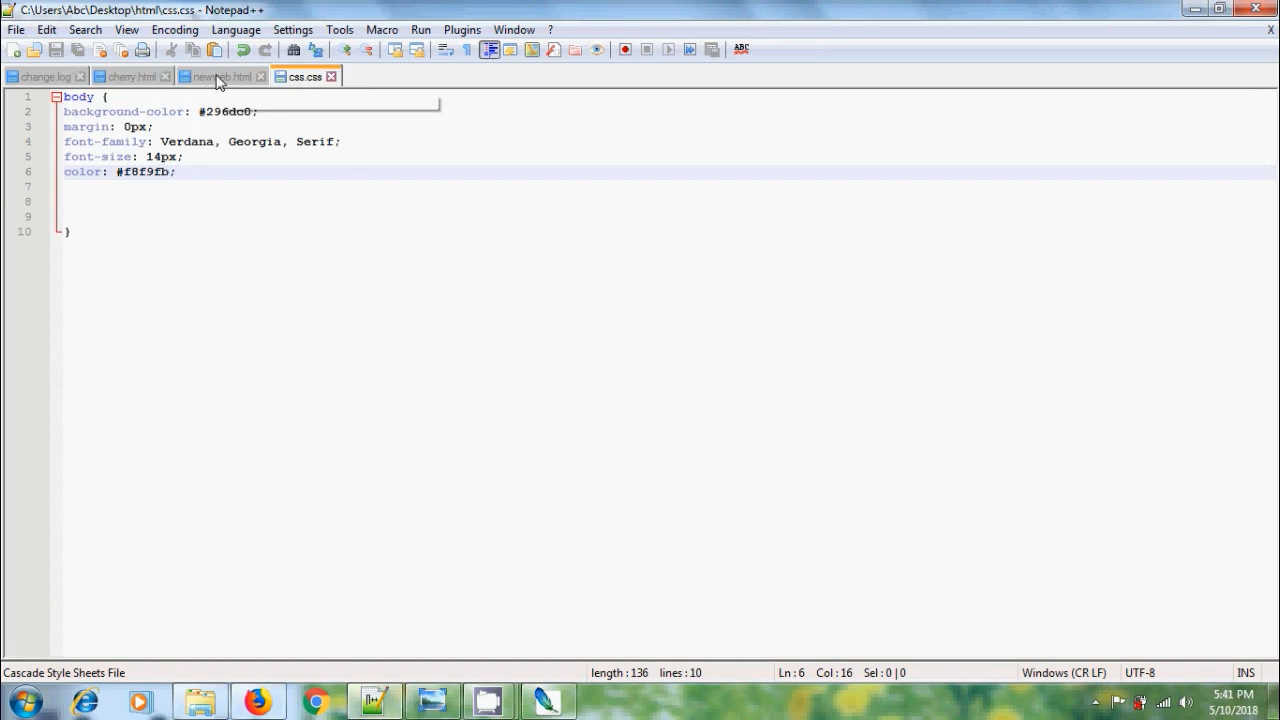 C:\Users\Abc\Desktop\html\css.css - Notepad++
File Edit Search View Encoding Language Settings Tools Macro Run Plugins Window ? X
ABC
change.log cherry.html css.css
1 body {
2 background-color: #296dc0;
3 margin: 0px;
4 font-family: Verdana, Georgia, Serif;
5 font-size: 14px;
6 color: #f8f9fb;
7
8
9
10 }
Cascade Style Sheets File length : 136 lines : 10 Ln : 6 Col : 16 Sel : 0 | 0 Windows (CR LF) UTF-8 INS
5:41 PM
5/10/2018